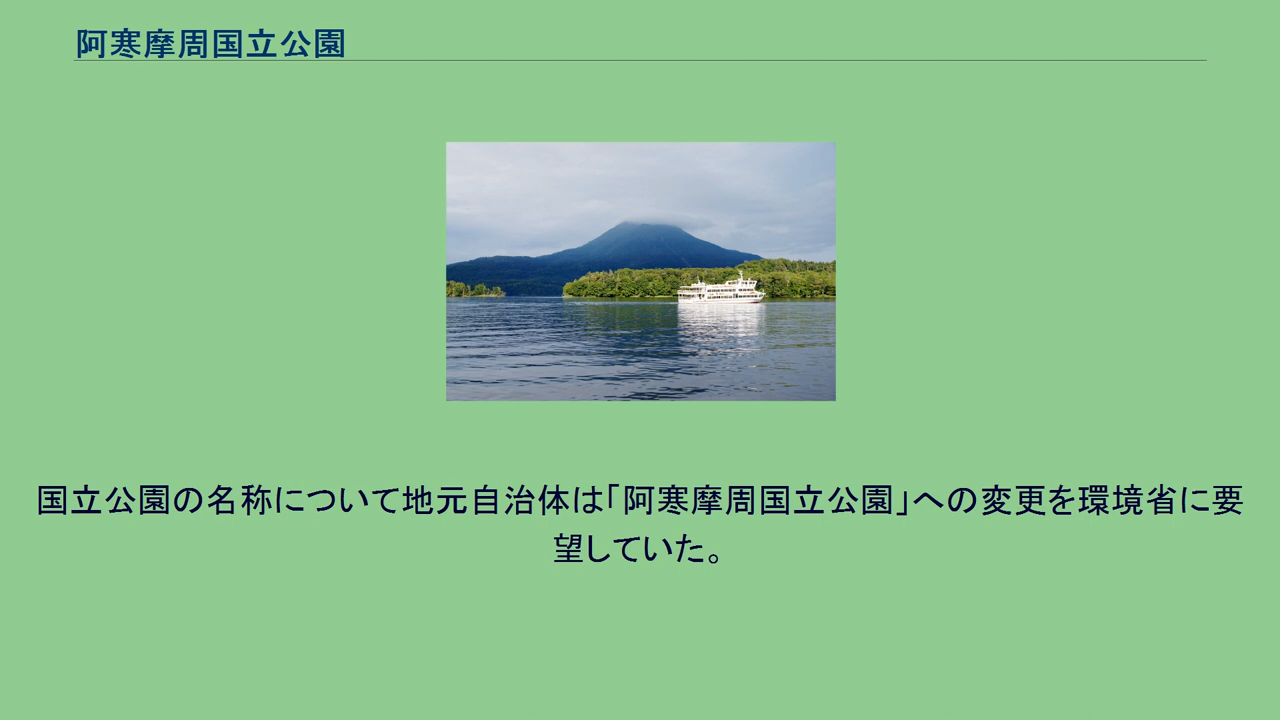 阿寒摩周国立公園
国立公園の名称について地元自治体は「阿寒摩周国立公園」への変更を環境省に要
望していた。